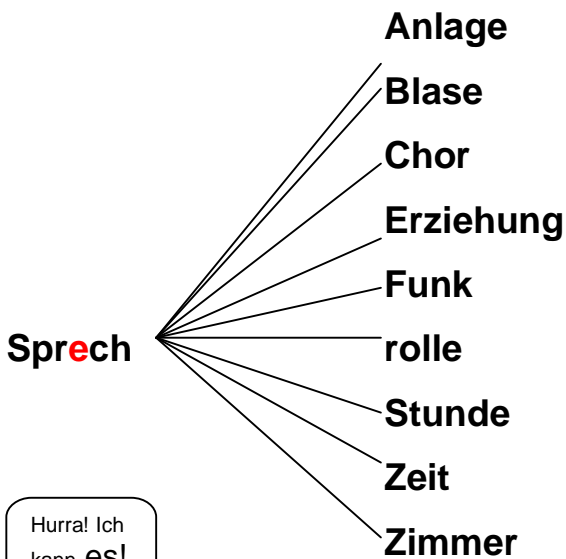 Anlage
Blase
Chor
Erziehung
Funk
Sprech
rolle
Stunde
Zeit
Zimmer
Hurra! Ich
kann es!